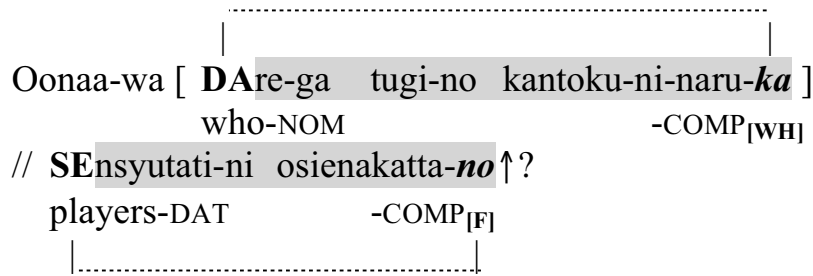 Oonaa-wa [ DAre-ga tugi-no kantoku-ni-naru-ka ]
who-NOM -COMP[WH]
// SEnsyutati-ni osienakatta-no↑?
players-DAT -COMP[F]